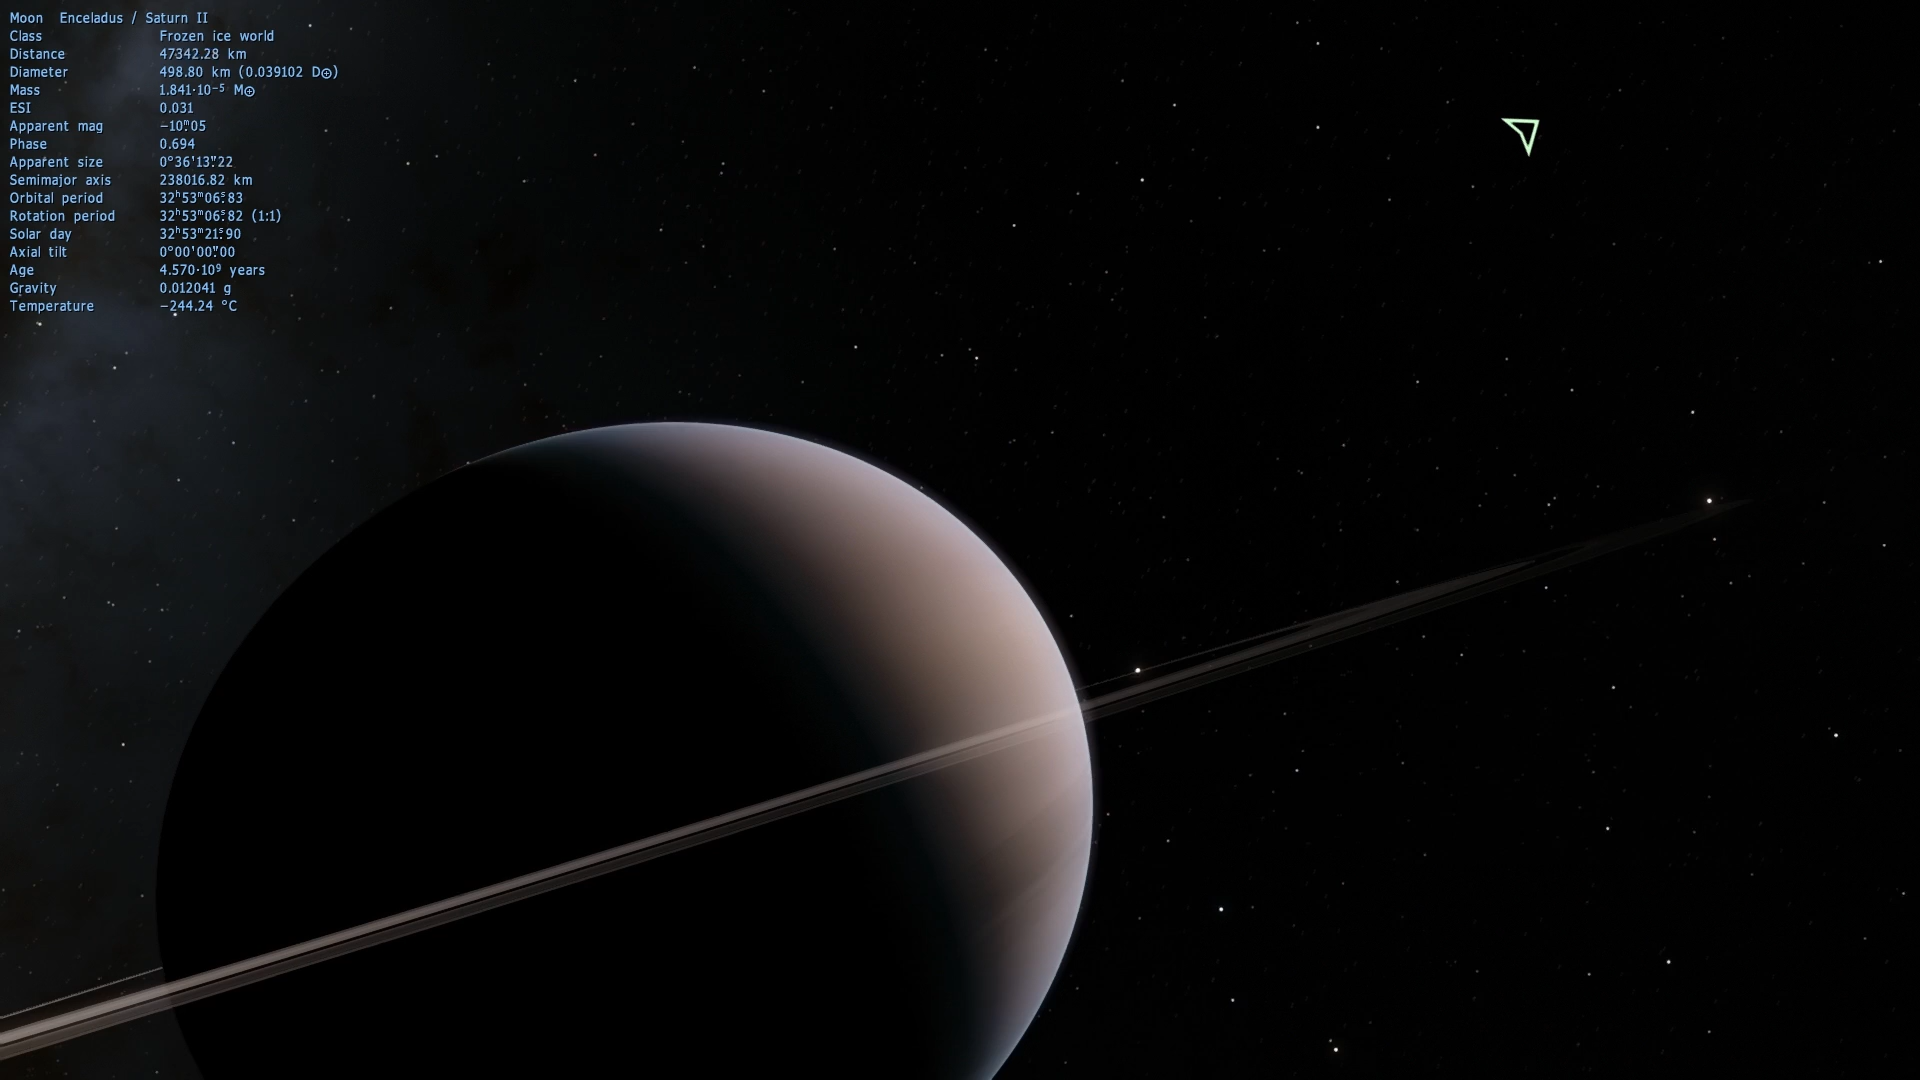 Moon Enceladus / Saturn II
Class Frozen ice world
Distance 47342.28 km
Diameter 498.80 km (0.039102 D⊕)
Mass 1.841·10⁻⁵ M⊕
ESI 0.031
Apparent mag −10ᵐ.05
Phase 0.694
Apparent size 0°36'13".22
Semimajor axis 238016.82 km
Orbital period 32ʰ53ᵐ06ˢ.83
Rotation period 32ʰ53ᵐ06ˢ.82 (1:1)
Solar day 32ʰ53ᵐ21ˢ.90
Axial tilt 0°00'00".00
Age 4.570·10⁹ years
Gravity 0.012041 g
Temperature −244.24 °C